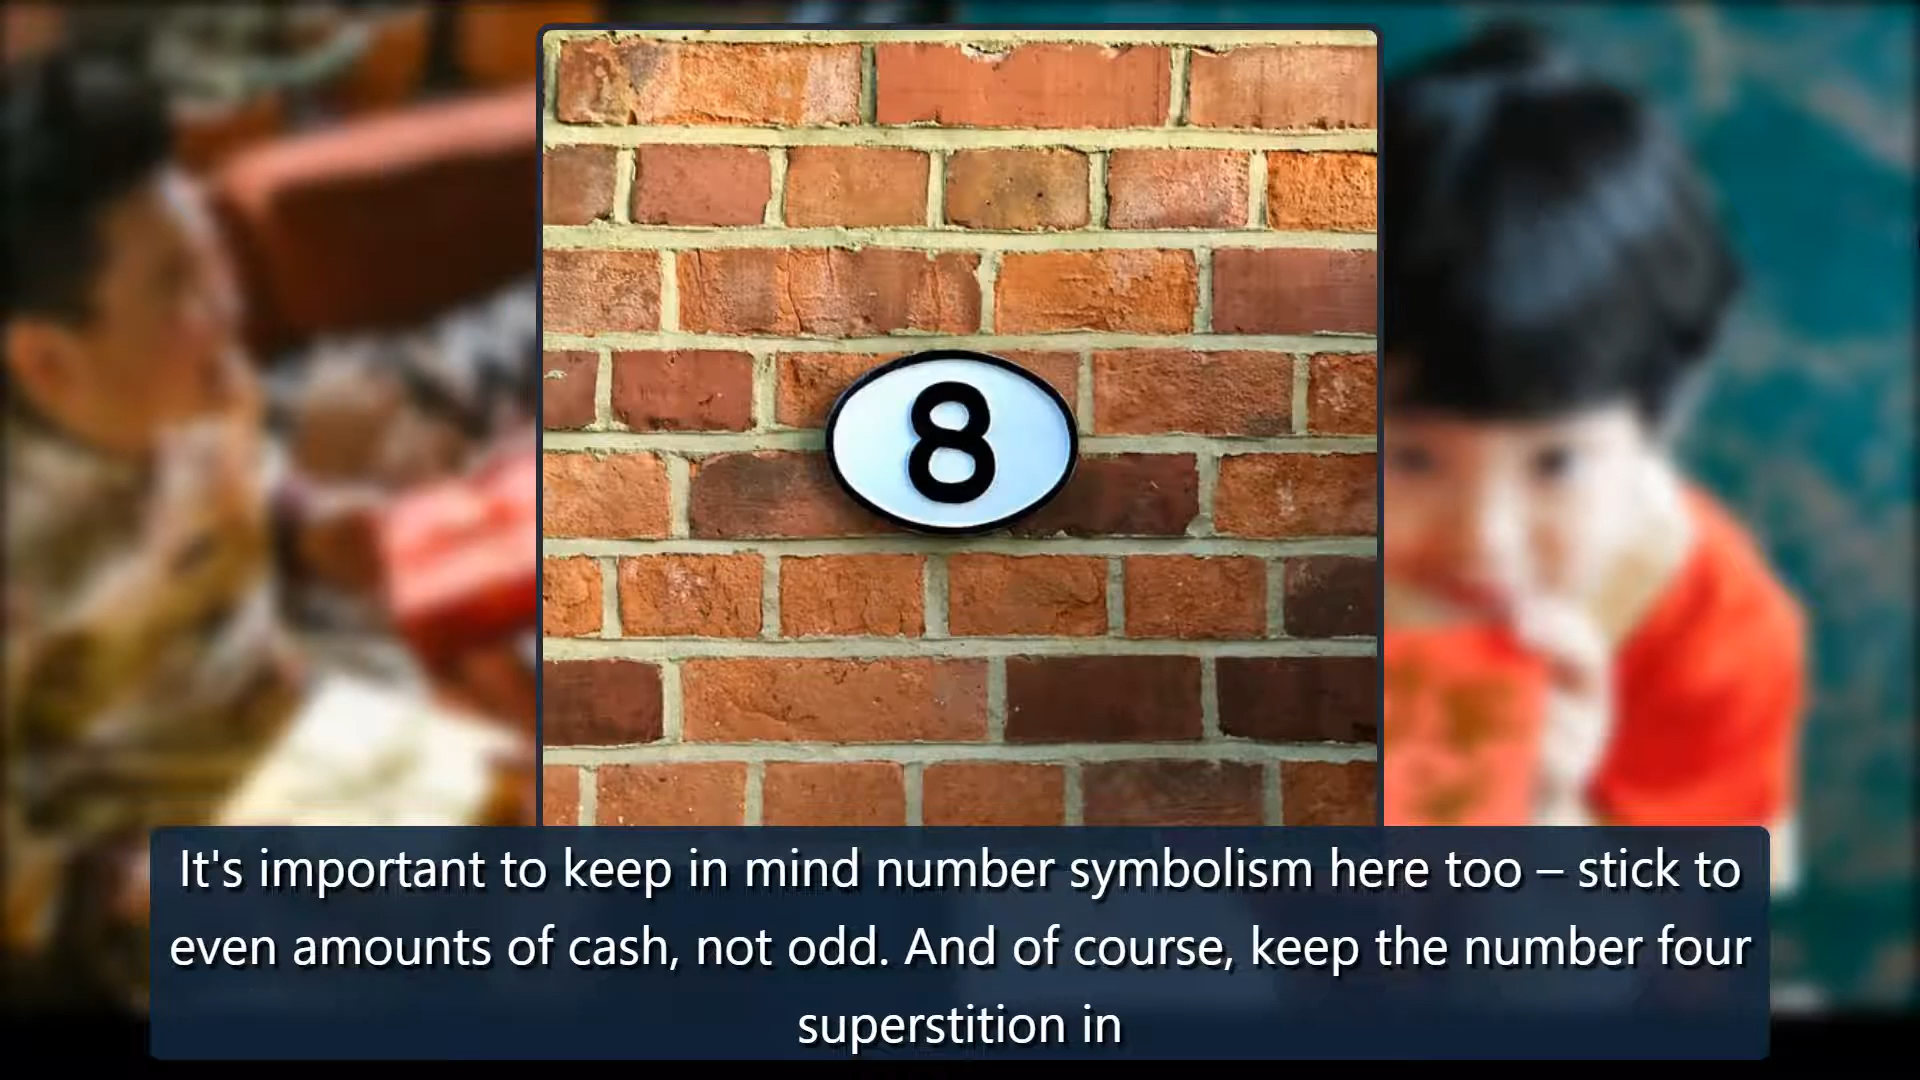 8
It's important to keep in mind number symbolism here too – stick to
even amounts of cash, not odd. And of course, keep the number four
superstition in